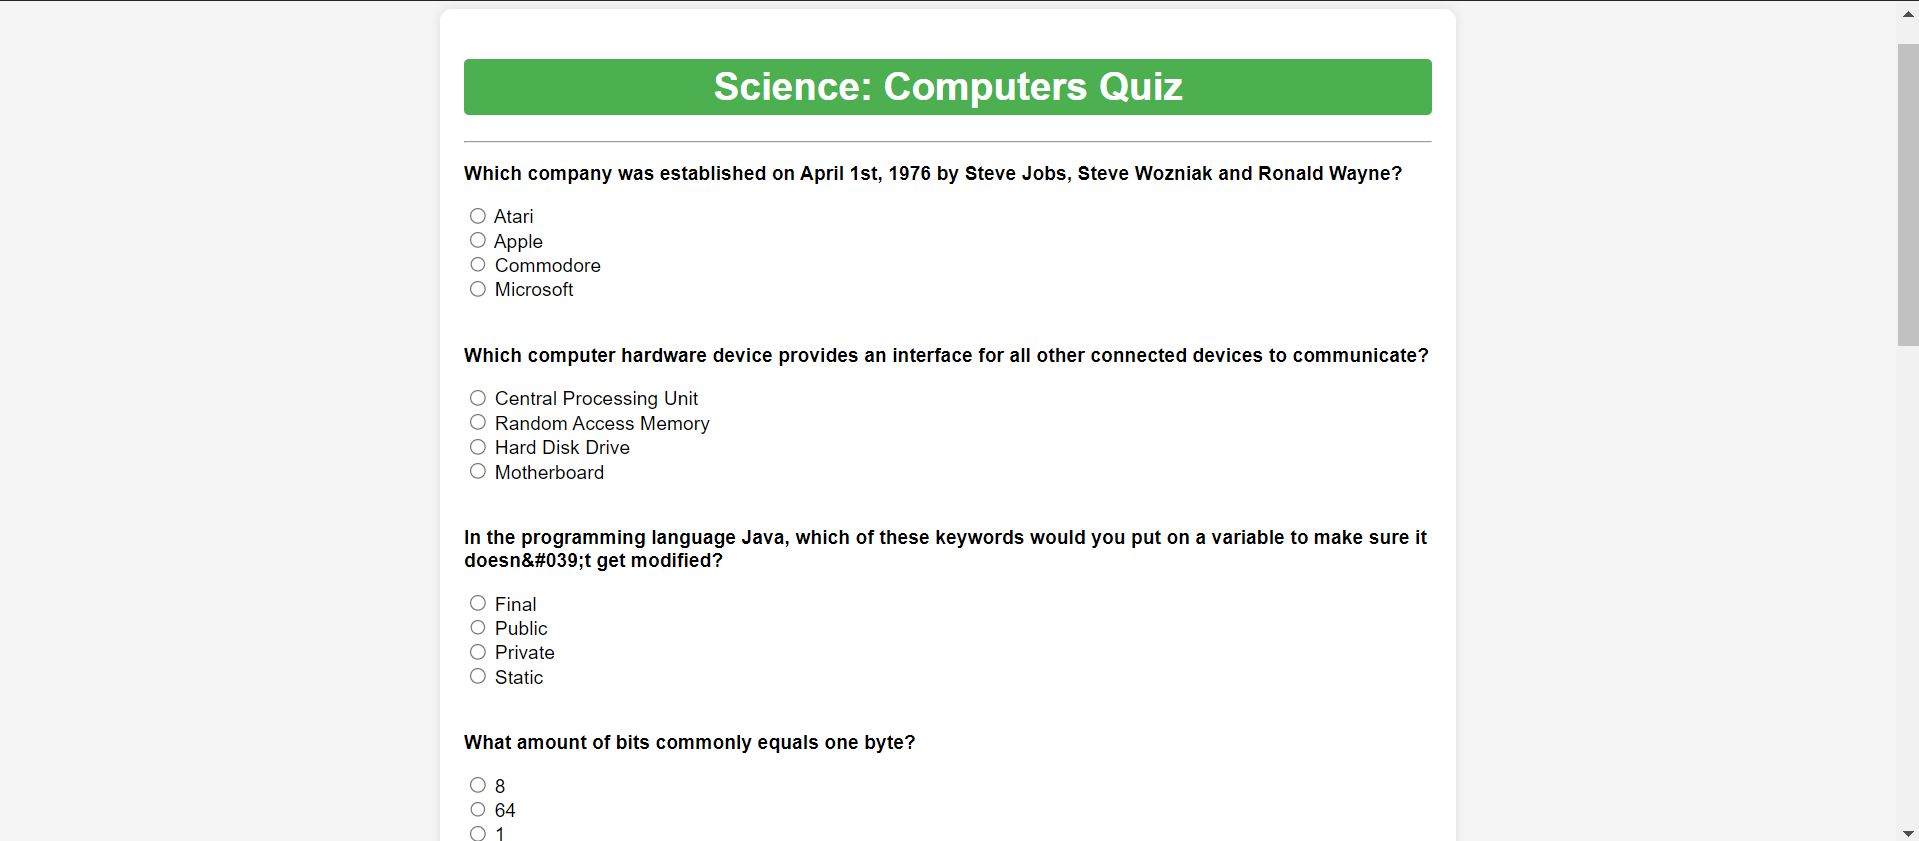 Science: Computers Quiz
Which company was established on April 1st, 1976 by Steve Jobs, Steve Wozniak and Ronald Wayne?
Atari
Apple
Commodore
Microsoft
Which computer hardware device provides an interface for all other connected devices to communicate?
Central Processing Unit
Random Access Memory
Hard Disk Drive
Motherboard
In the programming language Java, which of these keywords would you put on a variable to make sure it
doesn&#039;t get modified?
Final
Public
Private
Static
What amount of bits commonly equals one byte?
8
64
1